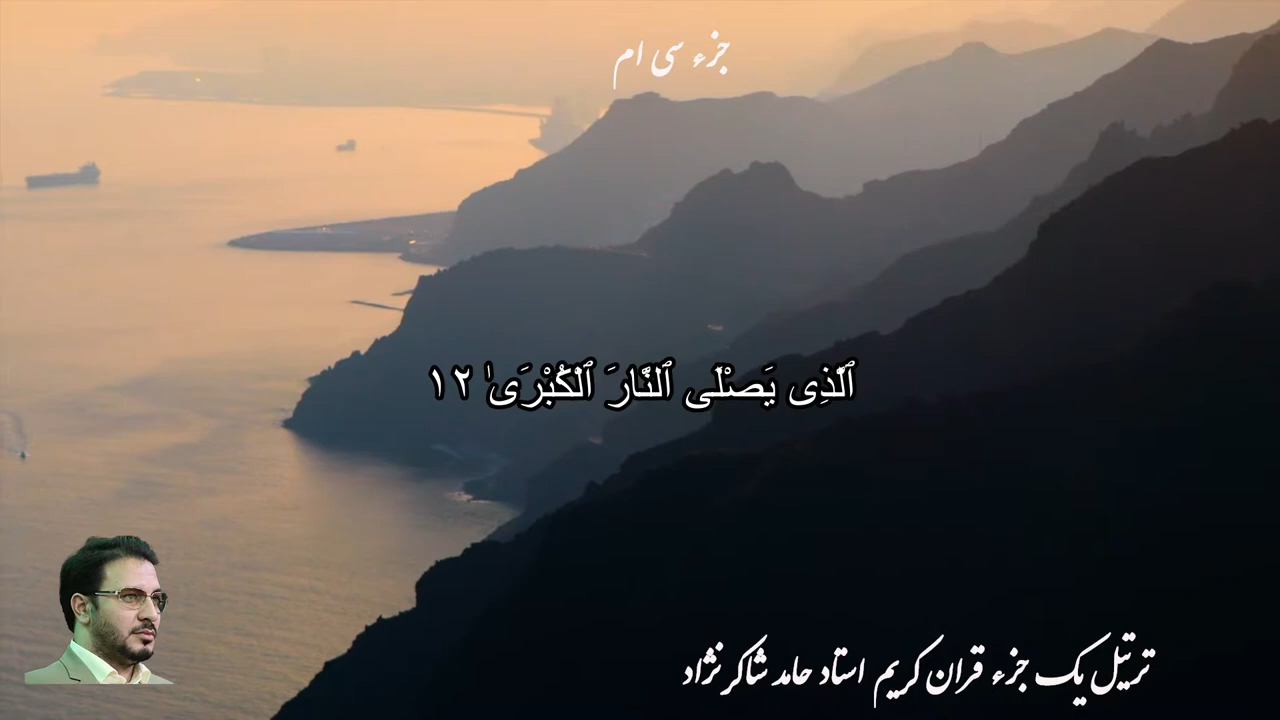 جزء سی ام
ٱلَّذِى يَصْلَى ٱلنَّارَ ٱلْكُبْرَىٰ ١٢
ترتیل یک جزء قران کریم استاد حامد شاکرنژاد